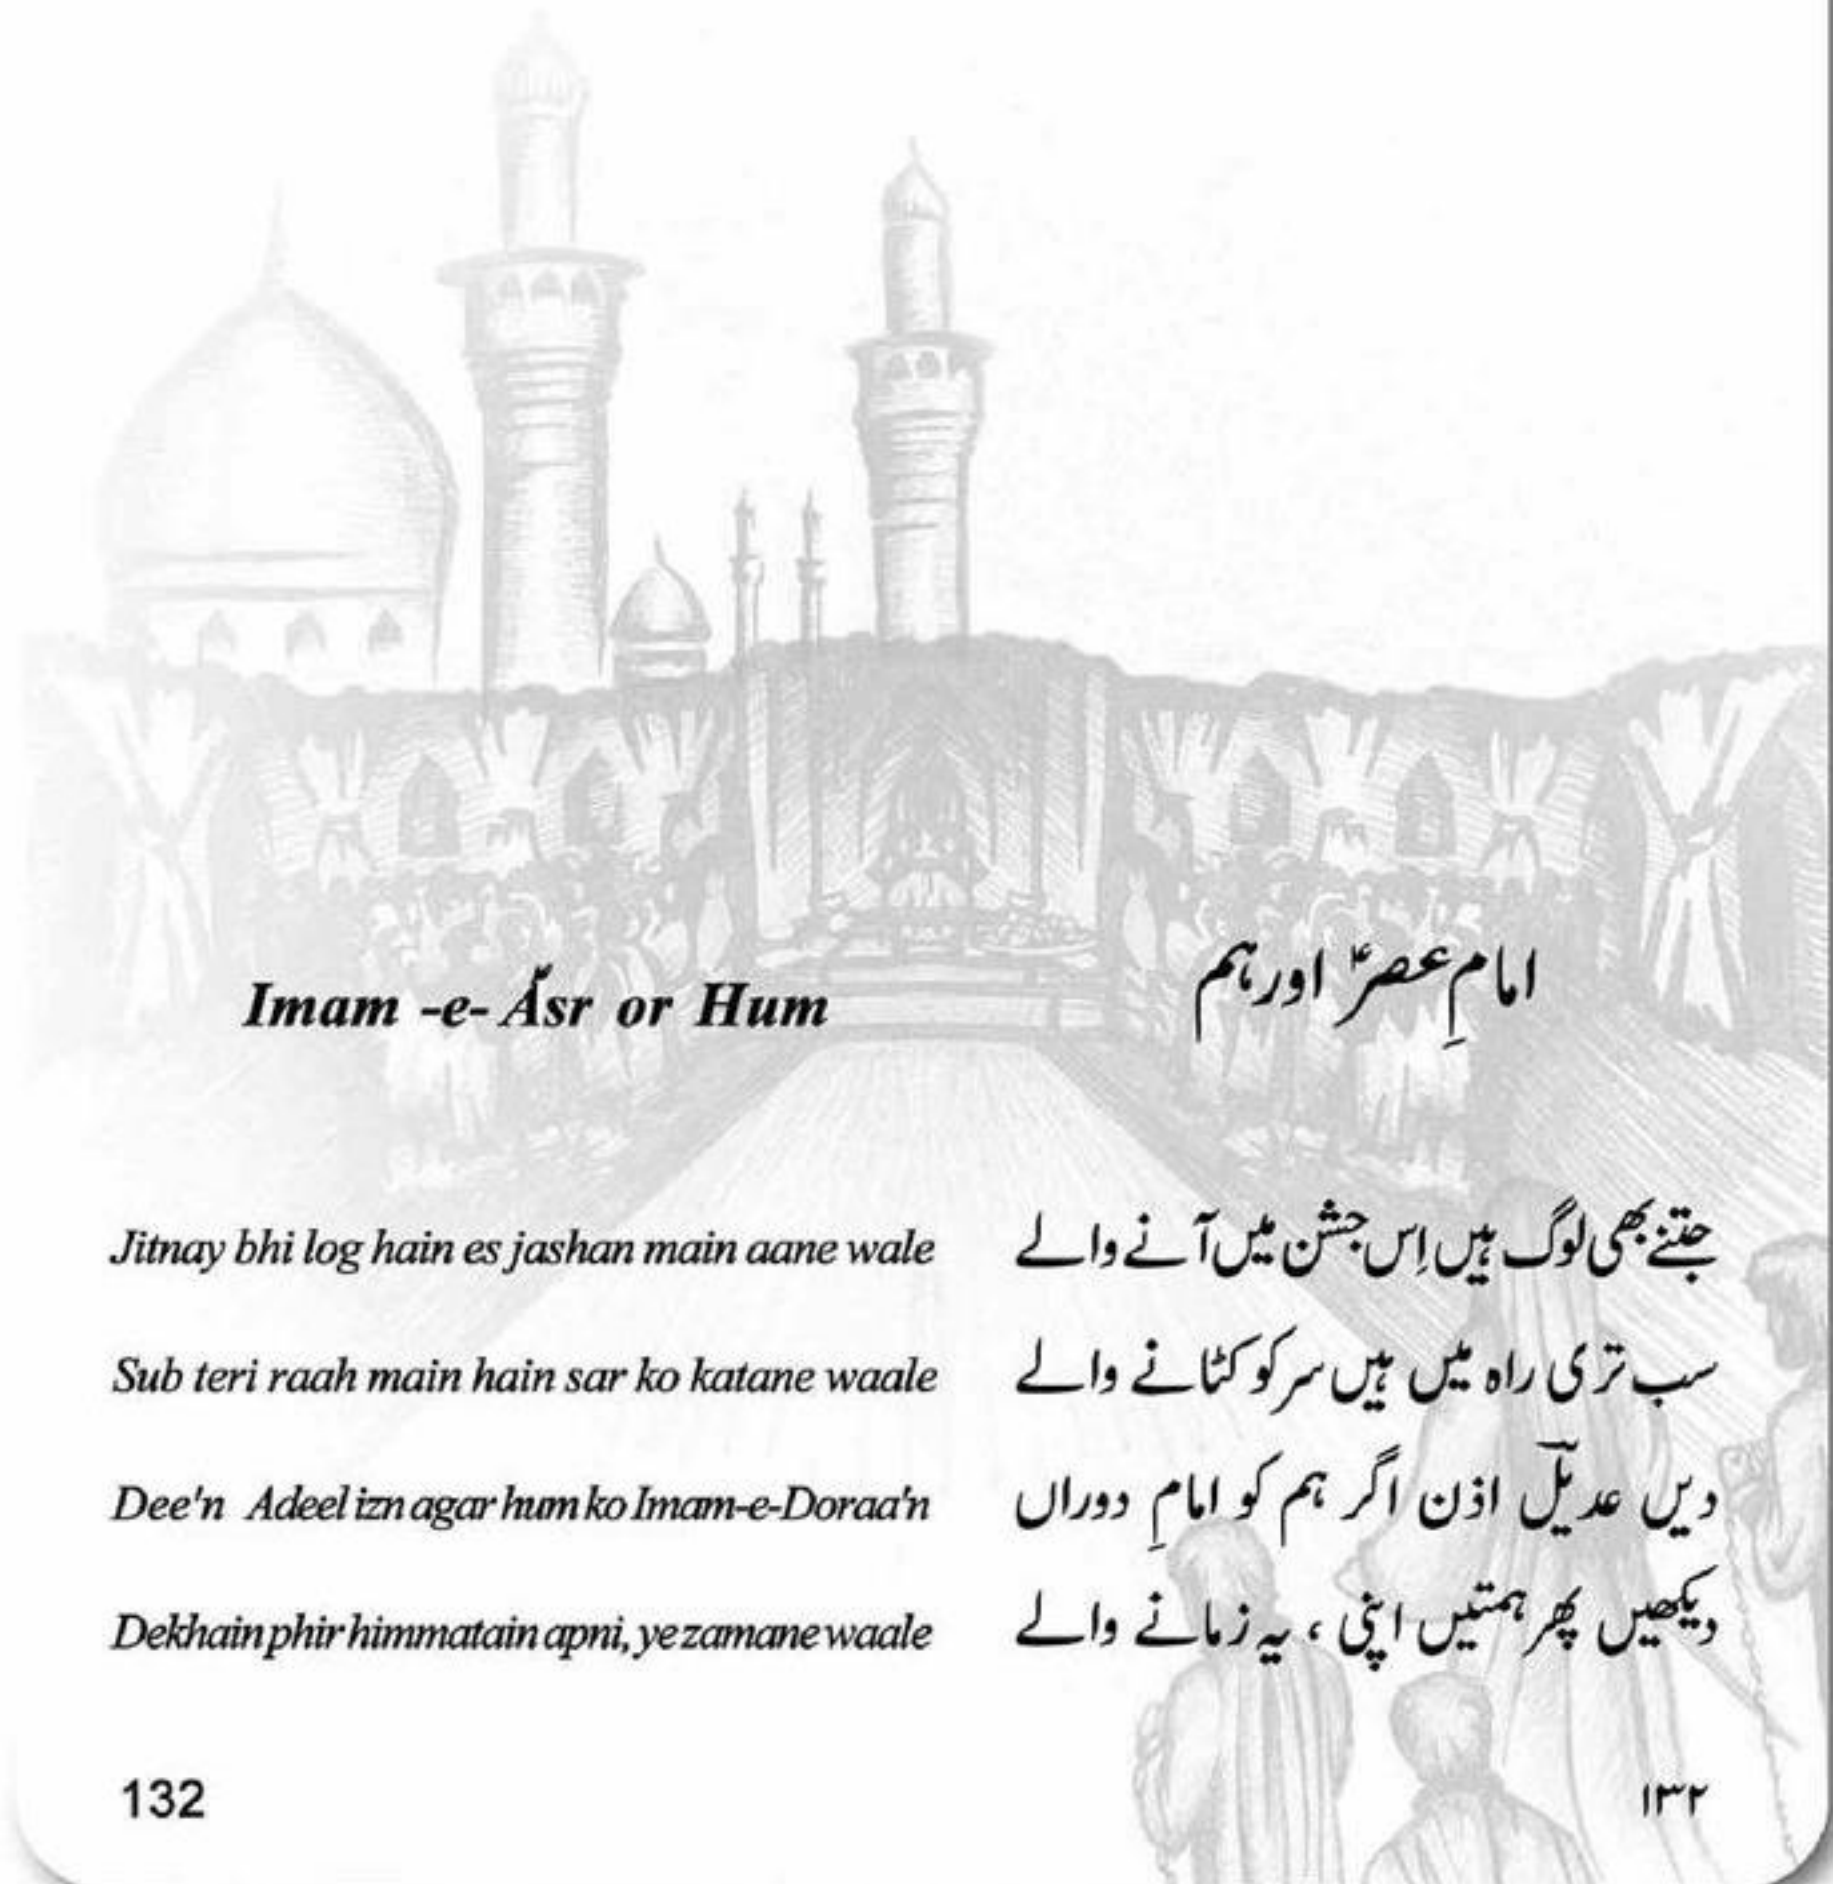 Imam -e- Ásr or Hum
امامِ عصرؑ اور ہم
Jitnay bhi log hain es jashan main aane wale
جتنے بھی لوگ ہیں اِس جشن میں آنے والے
Sub teri raah main hain sar ko katane waale
سب تری راہ میں ہیں سر کو کٹانے والے
Dee'n Adeel izn agar hum ko Imam-e-Doraa'n
دیں عدیلؔ اذن اگر ہم کو امامِ دوراں
Dekhain phir himmatain apni, ye zamane waale
دیکھیں پھر ہمتیں اپنی ، یہ زمانے والے
132
۱۳۲